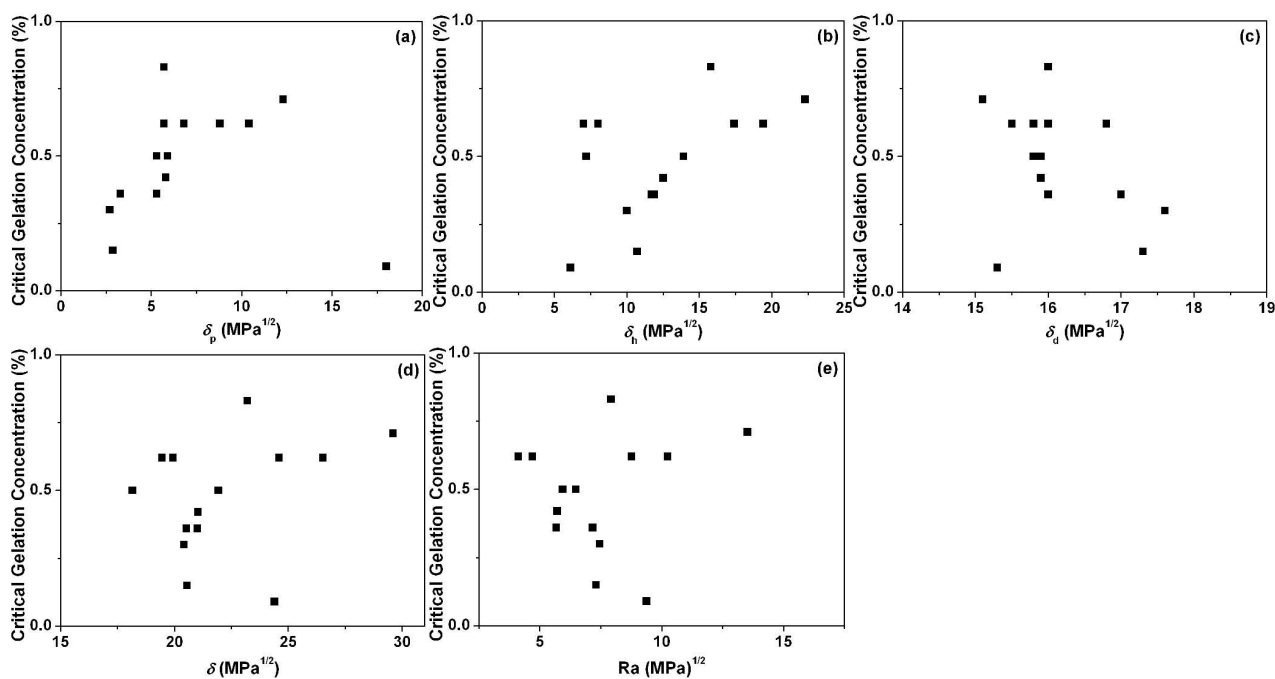 (a)
Critical Gelation Concentration (%)
1.0
0.5
0.0
0 5 10 15 20
δp (MPa1/2)
(b)
Critical Gelation Concentration (%)
1.0
0.5
0.0
0 5 10 15 20 25
δh (MPa1/2)
(c)
Critical Gelation Concentration (%)
1.0
0.5
0.0
14 15 16 17 18 19
δd (MPa1/2)
(d)
Critical Gelation Concentration (%)
1.0
0.5
0.0
15 20 25 30
δ (MPa1/2)
(e)
Critical Gelation Concentration (%)
1.0
0.5
0.0
5 10 15
Ra (MPa)1/2